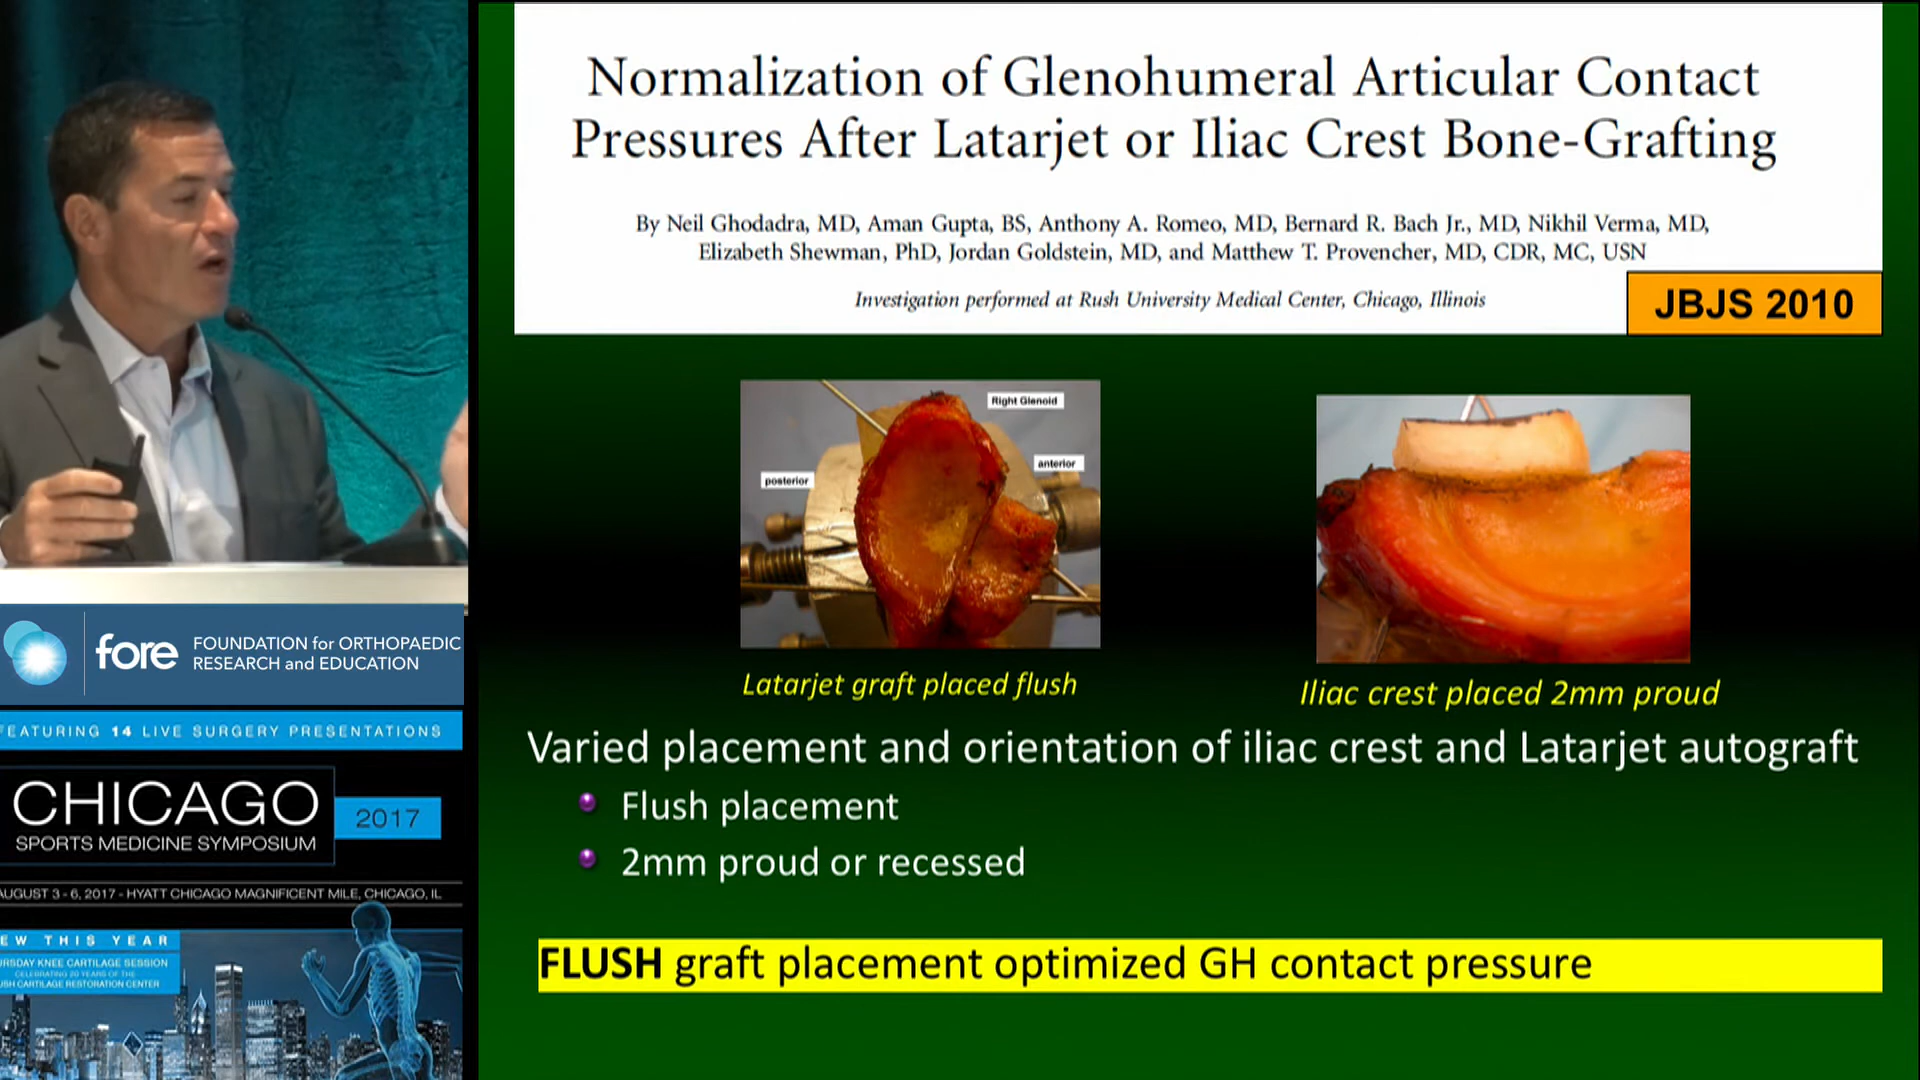 Normalization of Glenohumeral Articular Contact
Pressures After Latarjet or Iliac Crest Bone-Grafting
By Neil Ghodadra, MD, Aman Gupta, BS, Anthony A. Romeo, MD, Bernard R. Bach Jr., MD, Nikhil Verma, MD,
Elizabeth Shewman, PhD, Jordan Goldstein, MD, and Matthew T. Provencher, MD, CDR, MC, USN
Investigation performed at Rush University Medical Center, Chicago, Illinois
JBJS 2010
Right Glenoid
anterior
posterior
Latarjet graft placed flush
Iliac crest placed 2mm proud
Varied placement and orientation of iliac crest and Latarjet autograft
Flush placement
2mm proud or recessed
FLUSH graft placement optimized GH contact pressure
fore
FOUNDATION for ORTHOPAEDIC
RESEARCH and EDUCATION
FEATURING 14 LIVE SURGERY PRESENTATIONS
CHICAGO
2017
SPORTS MEDICINE SYMPOSIUM
AUGUST 3 - 6, 2017 - HYATT CHICAGO MAGNIFICENT MILE, CHICAGO, IL
EW THIS YEAR
URSDAY KNEE CARTILAGE SESSION
CELEBRATING 20 YEARS OF THE
USH CARTILAGE RESTORATION CENTER